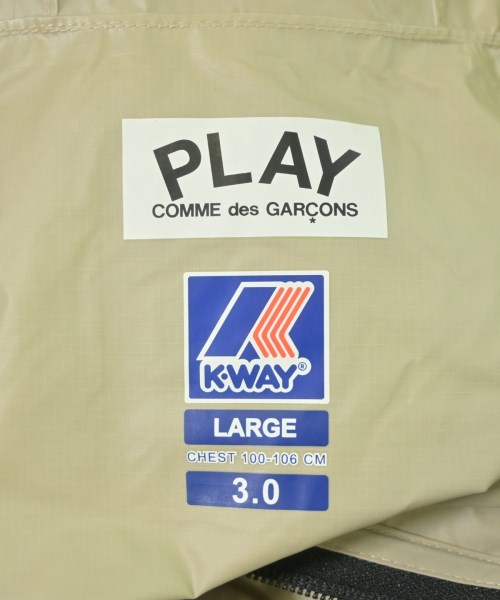 PLAY
COMME des GARÇONS
K-WAY®
LARGE
CHEST 100-106 CM
3.0